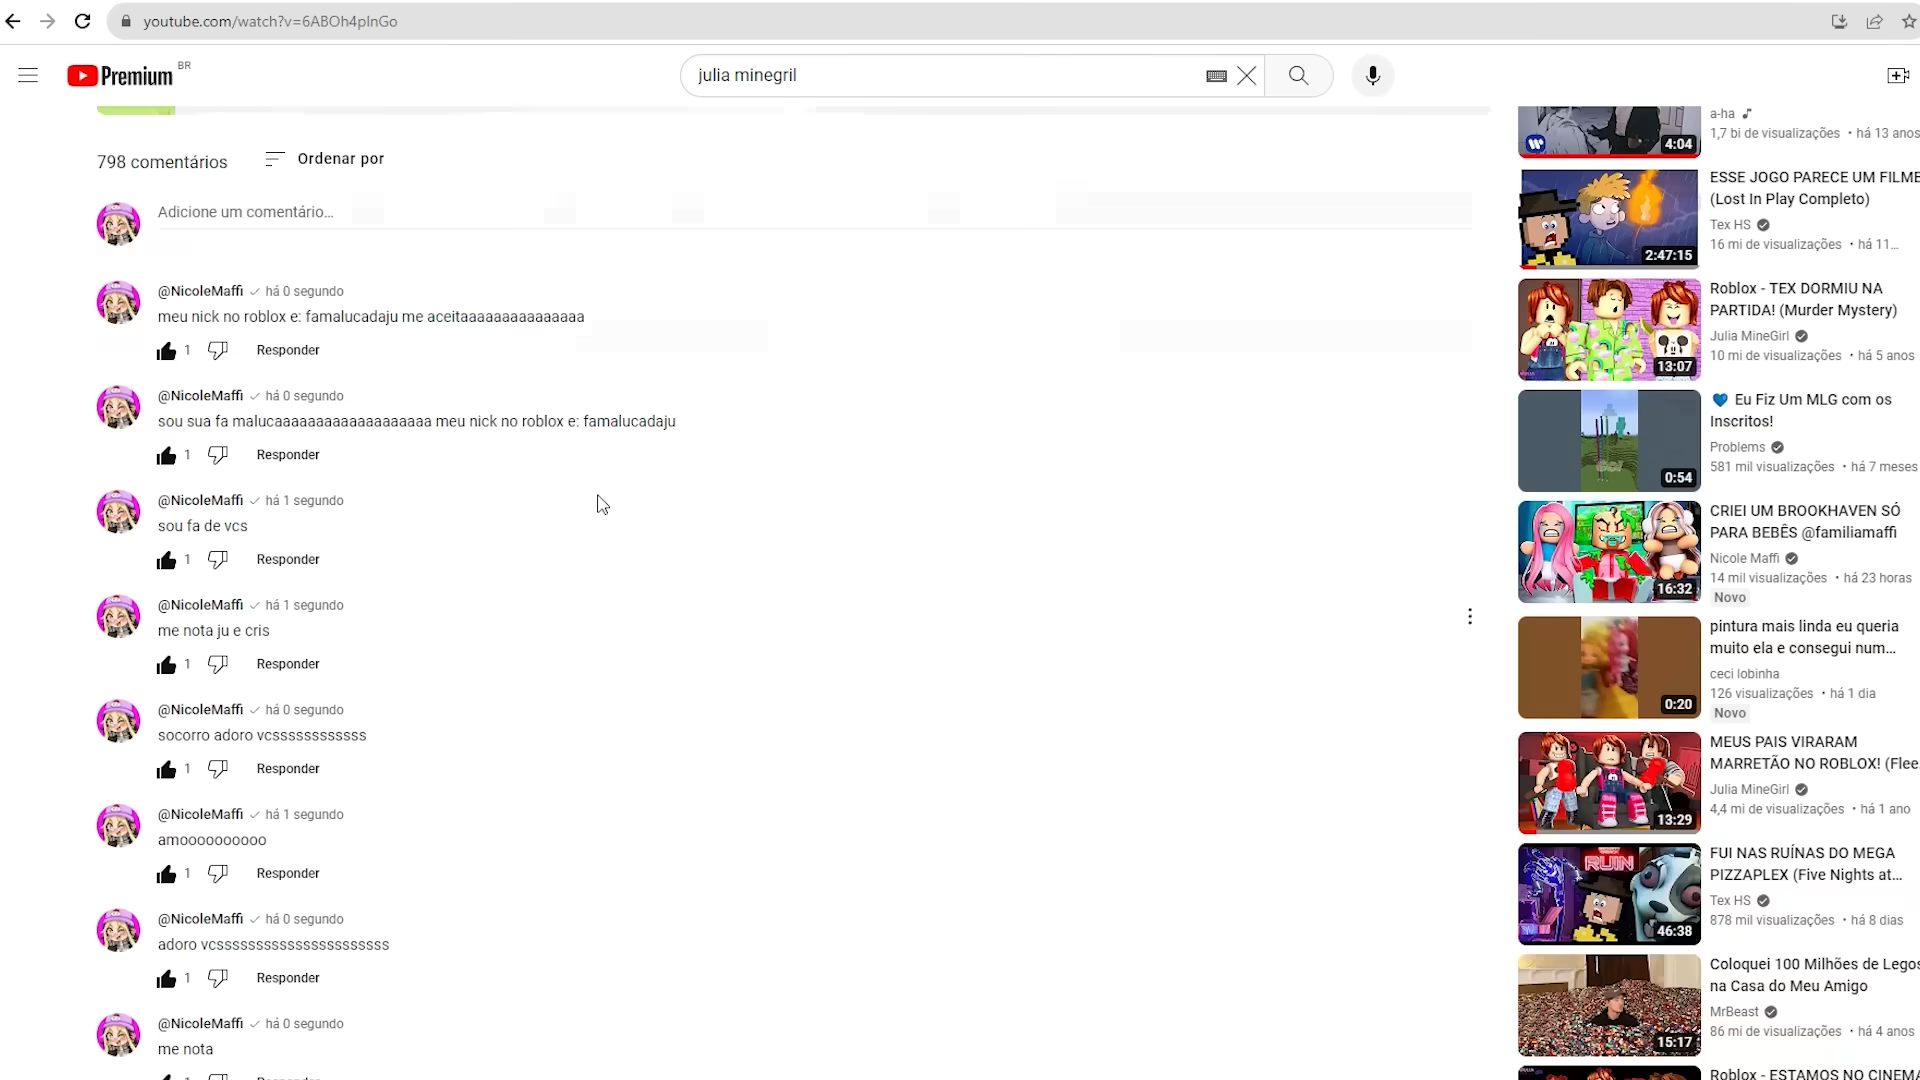 youtube.com/watch?v=6ABOh4pInGo
Premium BR
julia minegril
798 comentários
Ordenar por
Adicione um comentário...
@NicoleMaffi há 0 segundo
meu nick no roblox e: famalucadaju me aceitaaaaaaaaaaaaaaa
1 Responder
@NicoleMaffi há 0 segundo
sou sua fa malucaaaaaaaaaaaaaaaaaaa meu nick no roblox e: famalucadaju
1 Responder
@NicoleMaffi há 1 segundo
sou fa de vcs
1 Responder
@NicoleMaffi há 1 segundo
me nota ju e cris
1 Responder
@NicoleMaffi há 0 segundo
socorro adoro vcssssssssssss
1 Responder
@NicoleMaffi há 1 segundo
amoooooooooo
1 Responder
@NicoleMaffi há 0 segundo
adoro vcssssssssssssssssssssss
1 Responder
@NicoleMaffi há 0 segundo
me nota
1 Responder
a-ha
1,7 bi de visualizações • há 13 anos
4:04
ESSE JOGO PARECE UM FILME
(Lost In Play Completo)
Tex HS
16 mi de visualizações • há 11...
2:47:15
Roblox - TEX DORMIU NA
PARTIDA! (Murder Mystery)
Julia MineGirl
10 mi de visualizações • há 5 anos
13:07
Eu Fiz Um MLG com os
Inscritos!
Problems
581 mil visualizações • há 7 meses
0:54
CRIEI UM BROOKHAVEN SÓ
PARA BEBÊS @familiamaffi
Nicole Maffi
14 mil visualizações • há 23 horas
Novo
16:32
pintura mais linda eu queria
muito ela e consegui num...
ceci lobinha
126 visualizações • há 1 dia
Novo
0:20
MEUS PAIS VIRARAM
MARRETÃO NO ROBLOX! (Flee...
Julia MineGirl
4,4 mi de visualizações • há 1 ano
13:29
FUI NAS RUÍNAS DO MEGA
PIZZAPLEX (Five Nights at...
Tex HS
878 mil visualizações • há 8 dias
RUIN
46:38
Coloquei 100 Milhões de Legos
na Casa do Meu Amigo
MrBeast
86 mi de visualizações • há 4 anos
15:17
Roblox - ESTAMOS NO CINEMA